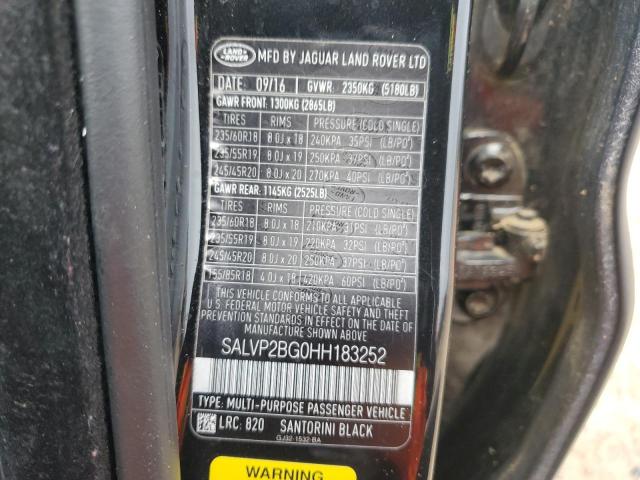 LAND ROVER
MFD BY JAGUAR LAND ROVER LTD
DATE 09/16 GVWR: 2350KG (5180LB)
GAWR FRONT: 1300KG (2865LB)
TIRES RIMS PRESSURE (COLD SINGLE)
235/60R18 8.0J x 18 240KPA 35PSI (LB/PO²)
235/55R19 8.0J x 19 250KPA 37PSI (LB/PO²)
245/45R20 8.0J x 20 270KPA 40PSI (LB/PO²)
GAWR REAR: 1145KG (2525LB)
TIRES RIMS PRESSURE (COLD SINGLE)
235/60R18 8.0J x 18 210KPA 31PSI (LB/PO²)
235/55R19 8.0J x 19 220KPA 32PSI (LB/PO²)
245/45R20 8.0J x 20 250KPA 37PSI (LB/PO²)
155/85R18 4.0J x 18 420KPA 60PSI (LB/PO²)
THIS VEHICLE CONFORMS TO ALL APPLICABLE
U.S. FEDERAL MOTOR VEHICLE SAFETY BUMPER AND THEFT
PREVENTION STANDARDS IN EFFECT ON THE DATE OF
MANUFACTURE SHOWN ABOVE
SALVP2BG0HH183252
TYPE: MULTI-PURPOSE PASSENGER VEHICLE
LRC: 820 SANTORINI BLACK
GJ32-1532-BA
WARNING